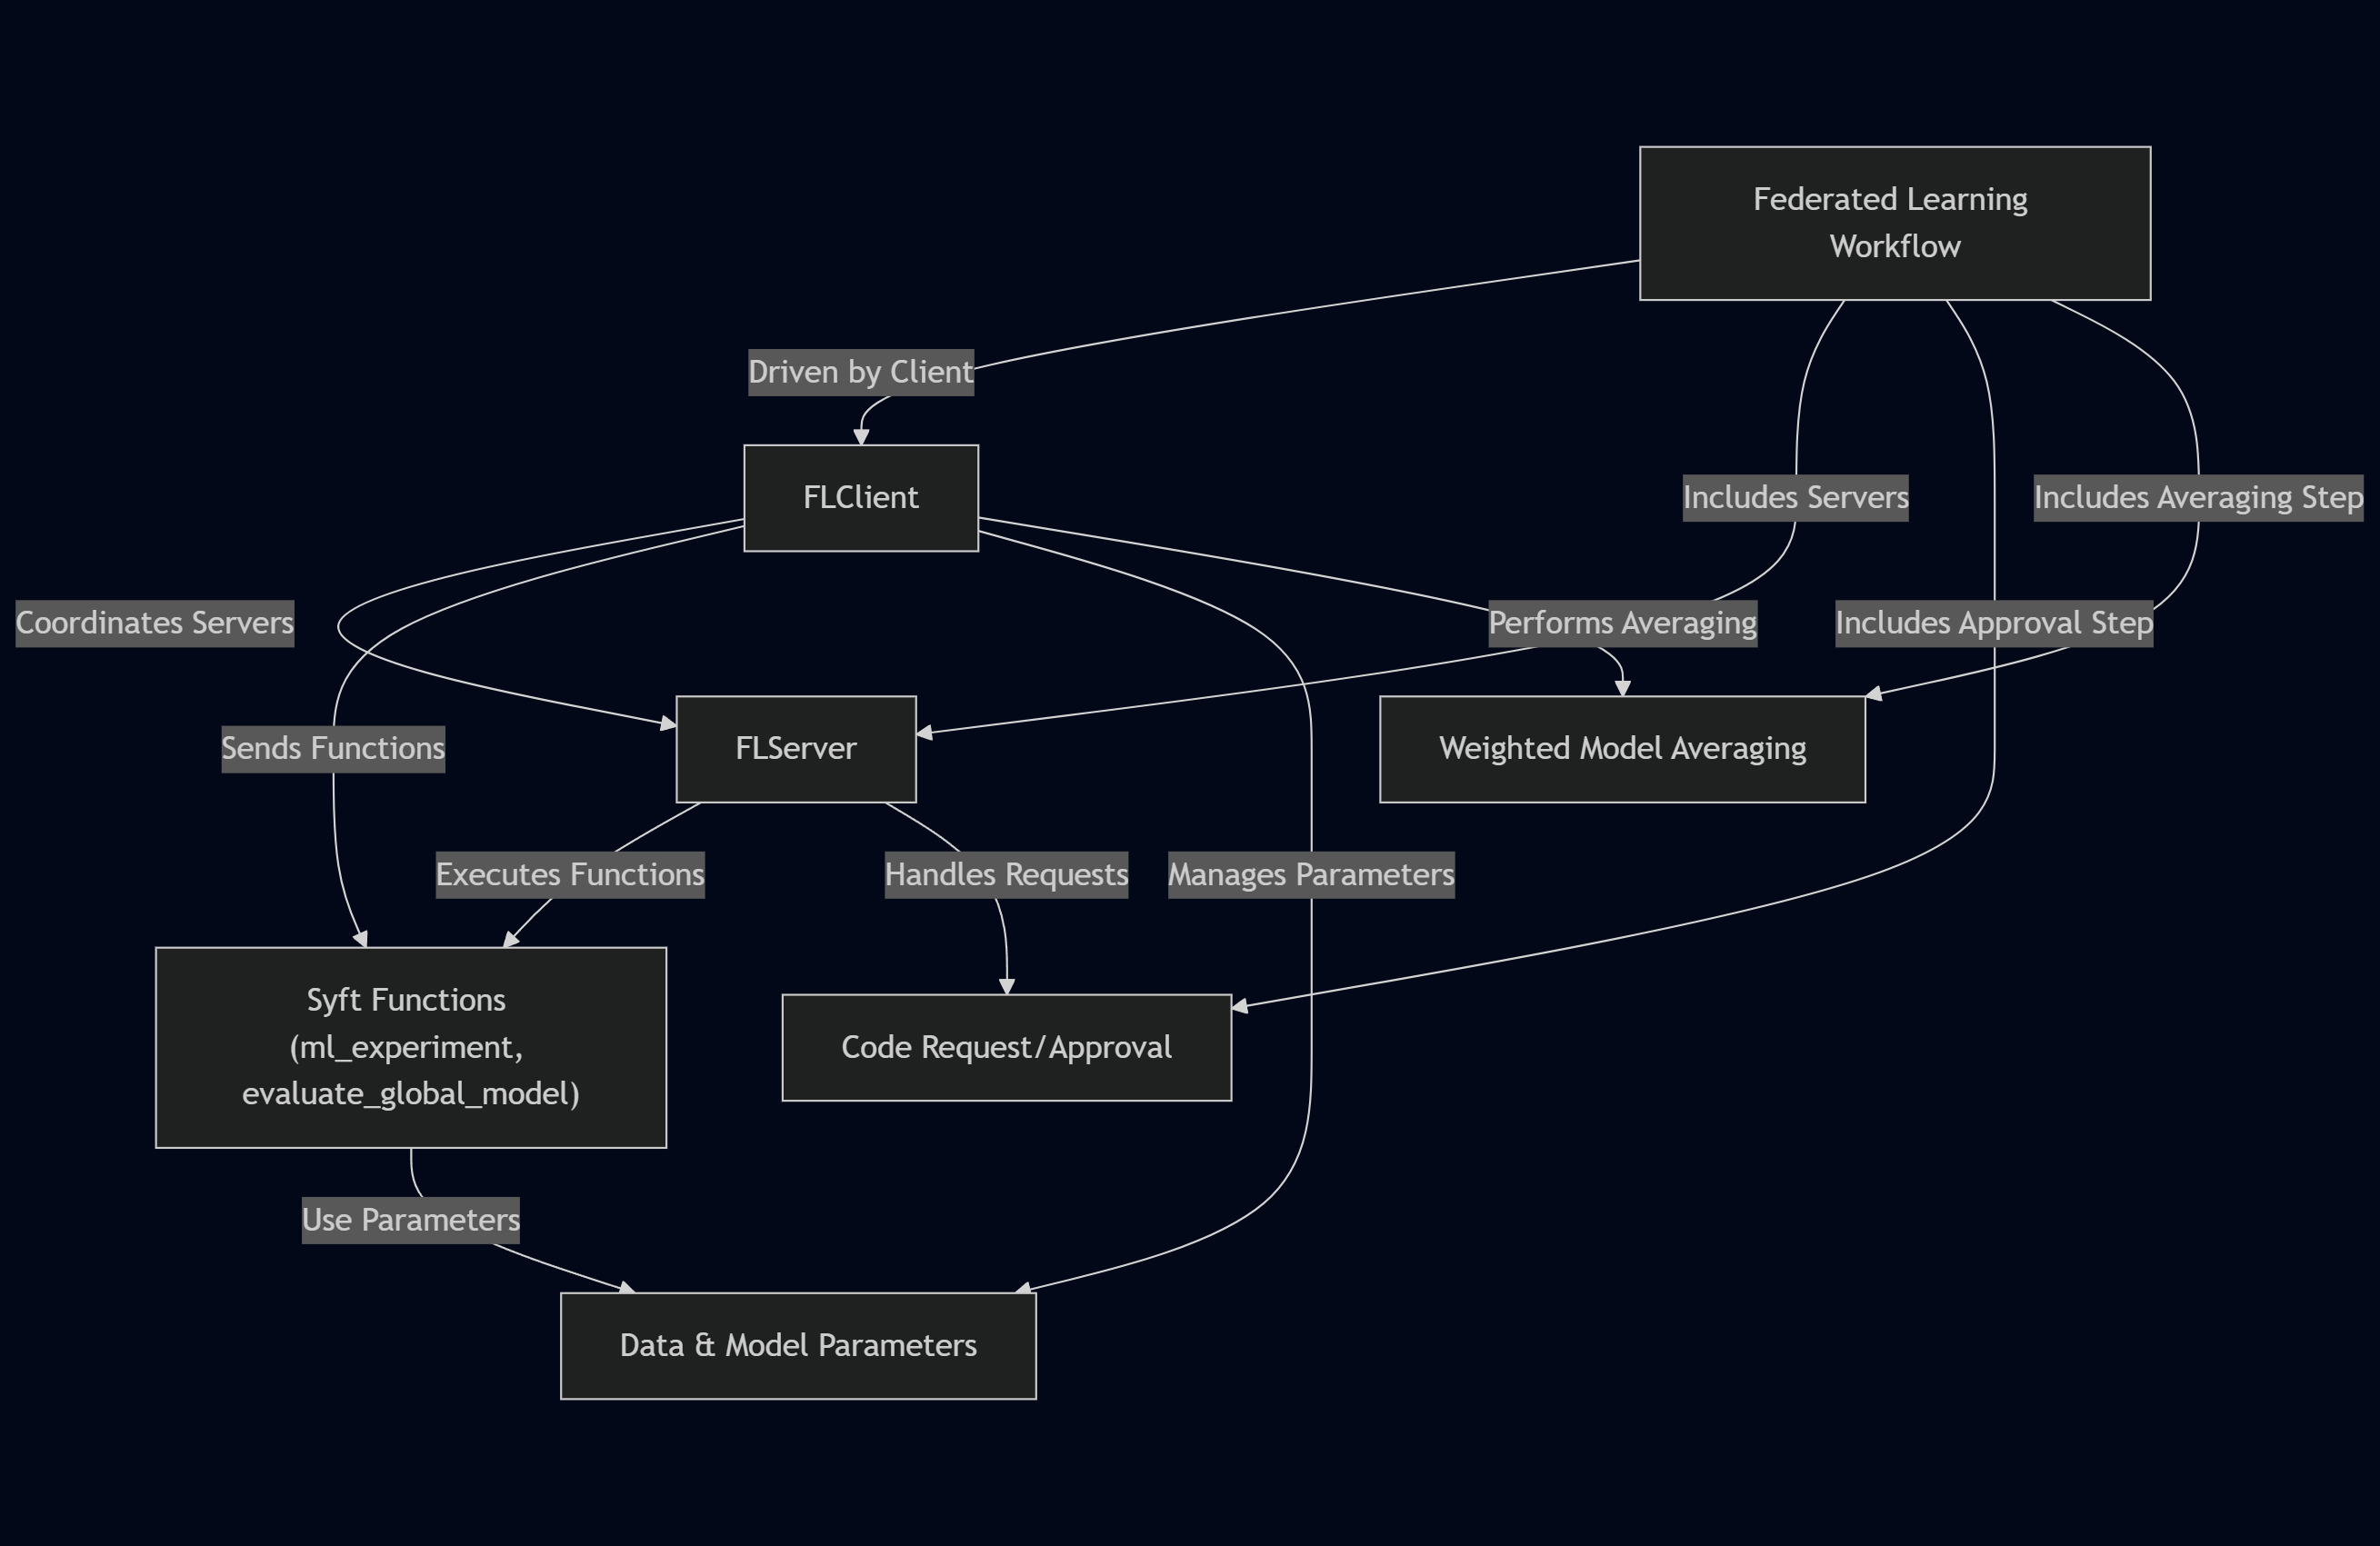 Federated Learning
Workflow
Driven by Client
FLClient
Includes Servers
Includes Averaging Step
Coordinates Servers
Performs Averaging
Includes Approval Step
Sends Functions
FLServer
Weighted Model Averaging
Executes Functions
Handles Requests
Manages Parameters
Syft Functions
(ml_experiment,
evaluate_global_model)
Code Request/Approval
Use Parameters
Data & Model Parameters